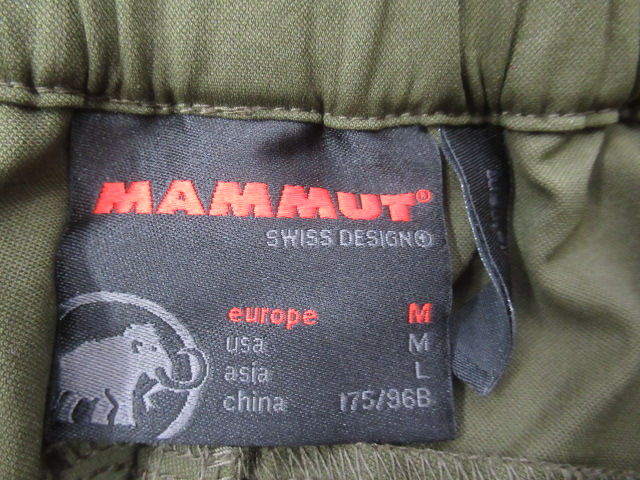 MAMMUT®
SWISS DESIGN
europe M
usa M
asia L
china 175/96B